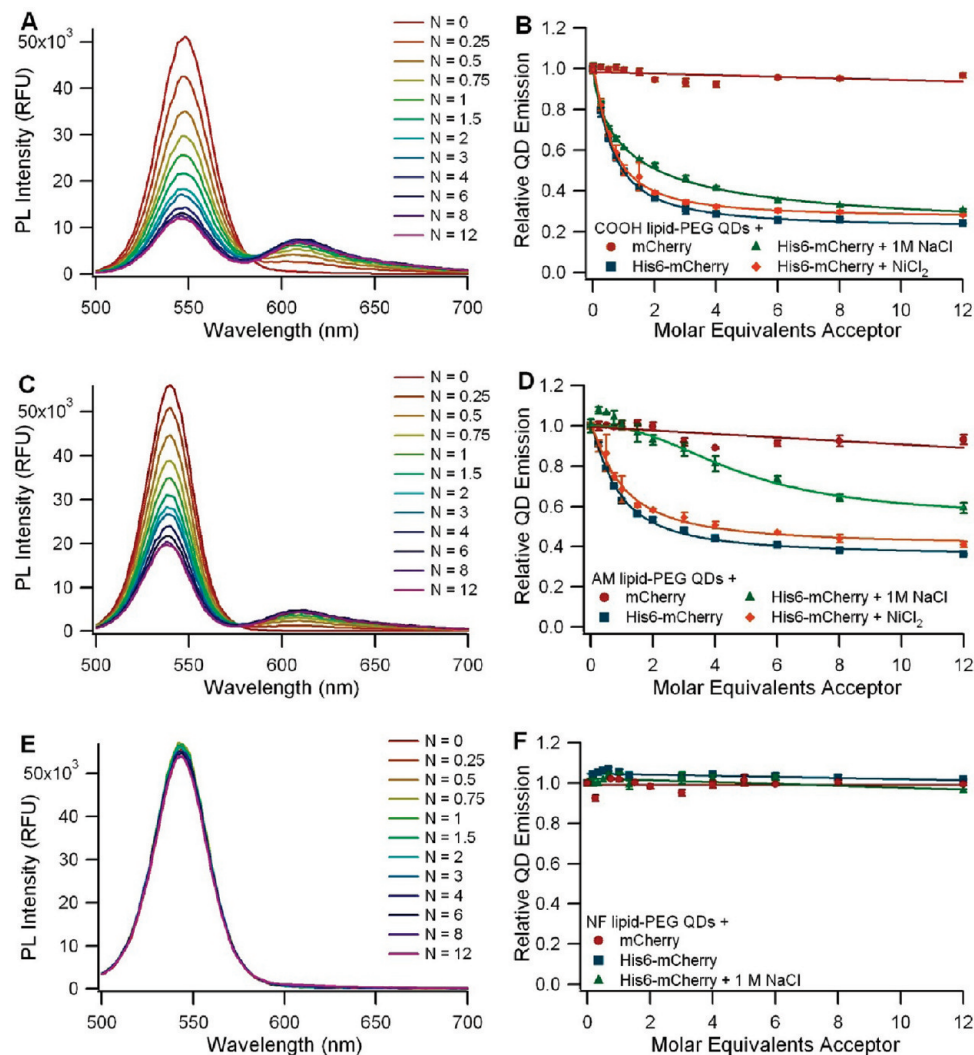 A
PL Intensity (RFU)
50x10³
40
30
20
10
0
500
550
600
650
700
Wavelength (nm)
N = 0
N = 0.25
N = 0.5
N = 0.75
N = 1
N = 1.5
N = 2
N = 3
N = 4
N = 6
N = 8
N = 12
B
Relative QD Emission
1.2
1.0
0.8
0.6
0.4
0.2
0.0
COOH lipid-PEG QDs +
mCherry
His6-mCherry + 1M NaCl
His6-mCherry
His6-mCherry + NiCl₂
0
2
4
6
8
10
12
Molar Equivalents Acceptor
C
PL Intensity (RFU)
50x10³
40
30
20
10
0
500
550
600
650
700
Wavelength (nm)
N = 0
N = 0.25
N = 0.5
N = 0.75
N = 1
N = 1.5
N = 2
N = 3
N = 4
N = 6
N = 8
N = 12
D
Relative QD Emission
1.2
1.0
0.8
0.6
0.4
0.2
0.0
AM lipid-PEG QDs +
mCherry
His6-mCherry + 1M NaCl
His6-mCherry
His6-mCherry + NiCl₂
0
2
4
6
8
10
12
Molar Equivalents Acceptor
E
PL Intensity (RFU)
50x10³
40
30
20
10
0
500
550
600
650
700
Wavelength (nm)
N = 0
N = 0.25
N = 0.5
N = 0.75
N = 1
N = 1.5
N = 2
N = 3
N = 4
N = 6
N = 8
N = 12
F
Relative QD Emission
1.2
1.0
0.8
0.6
0.4
0.2
0.0
NF lipid-PEG QDs +
mCherry
His6-mCherry
His6-mCherry + 1 M NaCl
0
2
4
6
8
10
12
Molar Equivalents Acceptor